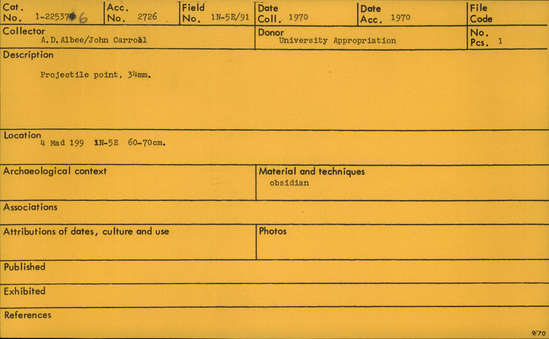 Cat. No. 1-225376 Acc. No. 2726 Field No. 1N-5E/91 Date Coll. 1970 Date Acc. 1970 File Code
Collector A.D.Albee/John Carroll Donor University Appropriation No. Pcs. 1
Description
Projectile point, 34mm.
Location
4 Mad 199 1N-5E 60-70cm.
Archaeological context Material and techniques
obsidian
Associations
Attributions of dates, culture and use Photos
Published
Exhibited
References
9/70